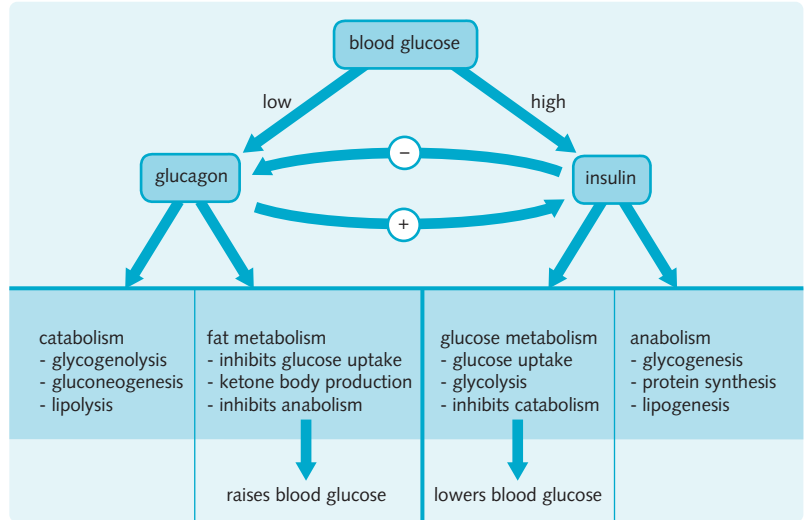 blood glucose
low
high
−
glucagon
insulin
+
catabolism
- glycogenolysis
- gluconeogenesis
- lipolysis
fat metabolism
- inhibits glucose uptake
- ketone body production
- inhibits anabolism
glucose metabolism
- glucose uptake
- glycolysis
- inhibits catabolism
anabolism
- glycogenesis
- protein synthesis
- lipogenesis
raises blood glucose
lowers blood glucose